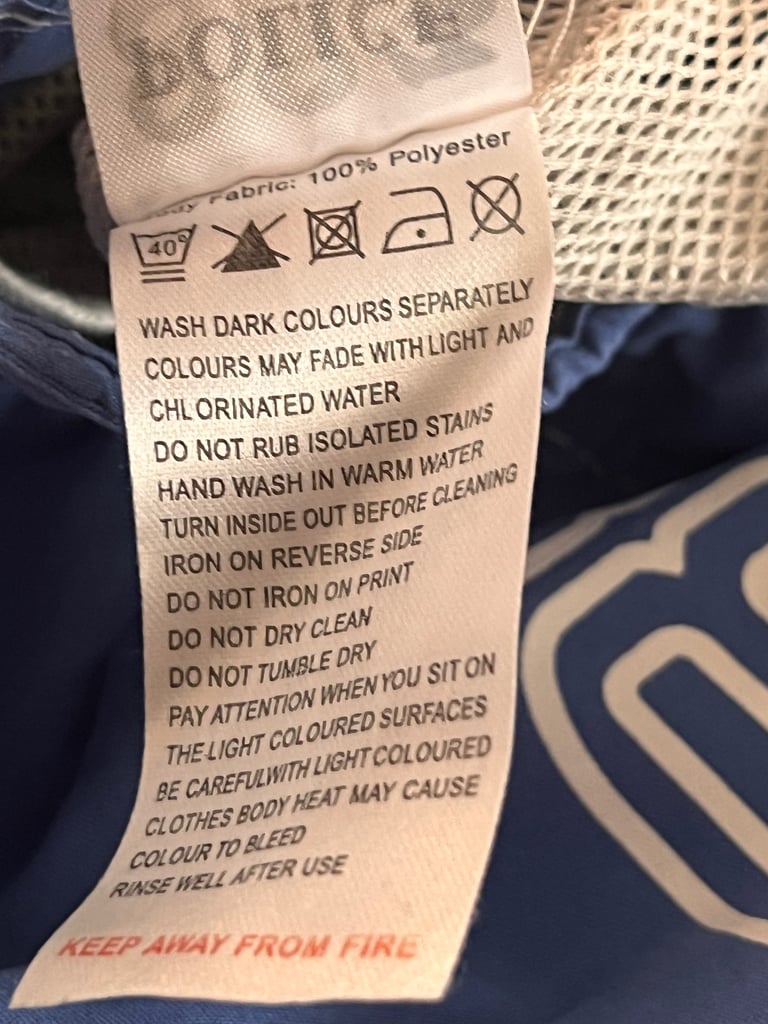 POLICE
Body Fabric: 100% Polyester
40°
WASH DARK COLOURS SEPARATELY
COLOURS MAY FADE WITH LIGHT AND
CHLORINATED WATER
DO NOT RUB ISOLATED STAINS
HAND WASH IN WARM WATER
TURN INSIDE OUT BEFORE CLEANING
IRON ON REVERSE SIDE
DO NOT IRON ON PRINT
DO NOT DRY CLEAN
DO NOT TUMBLE DRY
PAY ATTENTION WHEN YOU SIT ON
THE LIGHT COLOURED SURFACES
BE CAREFULWITH LIGHT COLOURED
CLOTHES BODY HEAT MAY CAUSE
COLOUR TO BLEED
RINSE WELL AFTER USE
KEEP AWAY FROM FIRE